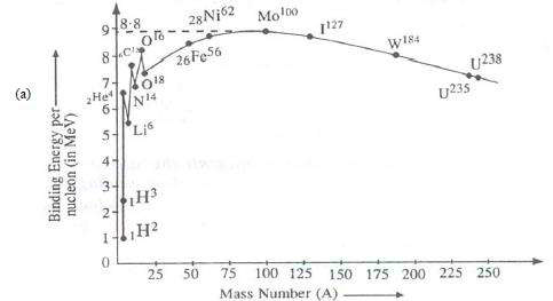 (a)
Binding Energy per
nucleon (in MeV)
9
8·8
8
7
6
5
4
3
2
1
0
₁H²
₁H³
₂He⁴
Li⁶
₆C¹
N¹⁴
O¹⁶
O¹⁸
₂₆Fe⁵⁶
₂₈Ni⁶²
Mo¹⁰⁰
I¹²⁷
W¹⁸⁴
U²³⁵
U²³⁸
25
50
75
100
125
150
175
200
225
250
Mass Number (A)